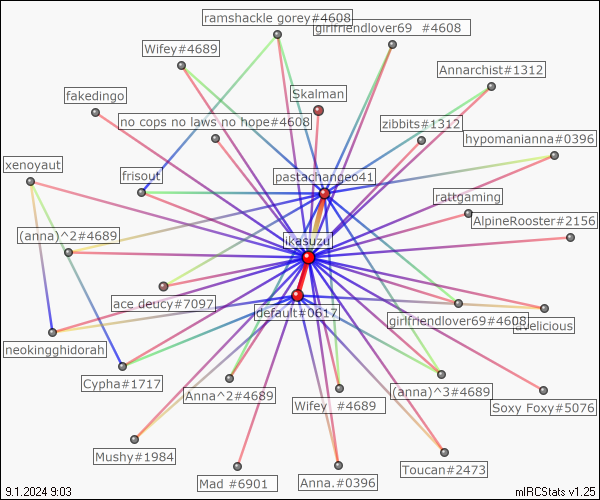 ramshackle gorey#4608
girlfriendlover69 #4608
Wifey#4689
Annarchist#1312
fakedingo
Skalman
no cops no laws no hope#4608
zibbits#1312
hypomanianna#0396
xenoyaut
frisout
pastachangeo41
rattgaming
AlpineRooster#2156
(anna)^2#4689
ikasuzu
ace deucy#7097
default#0617
girlfriendlover69#4608
neokingghidorah
Cypha#1717
Anna^2#4689
Wifey #4689
(anna)^3#4689
Soxy Foxy#5076
Mushy#1984
Mad #6901
Anna.#0396
Toucan#2473
9.1.2024 9:03
mIRCStats v1.25